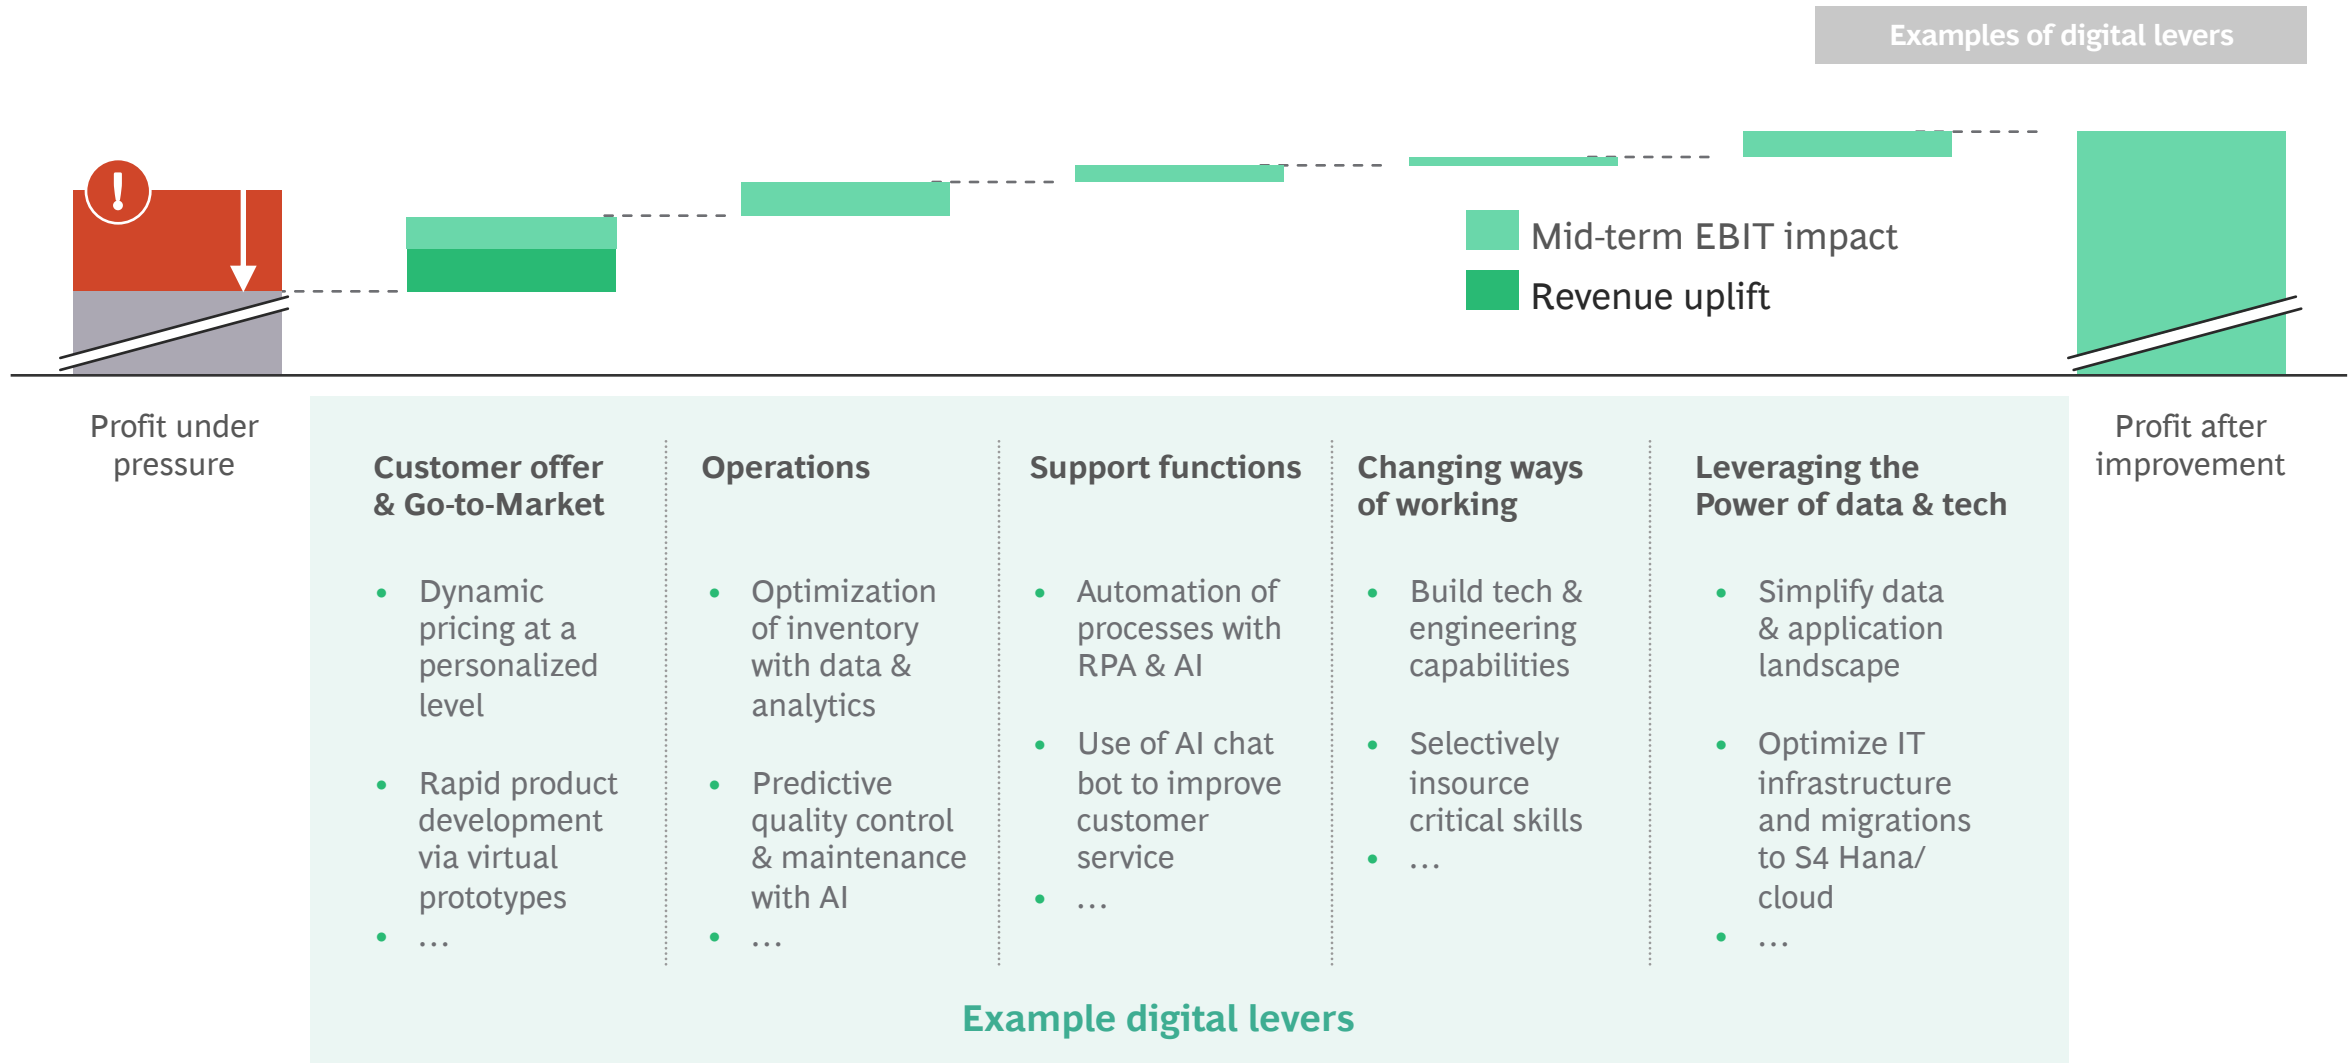 Examples of digital levers
Mid-term EBIT impact
Revenue uplift
Profit under
pressure
Customer offer
& Go-to-Market
• Dynamic
pricing at a
personalized
level
• Rapid product
development
via virtual
prototypes
• ...
Operations
• Optimization
of inventory
with data &
analytics
• Predictive
quality control
& maintenance
with AI
• ...
Support functions
• Automation of
processes with
RPA & AI
• Use of AI chat
bot to improve
customer
service
• ...
Changing ways
of working
• Build tech &
engineering
capabilities
• Selectively
insource
critical skills
• ...
Leveraging the
Power of data & tech
• Simplify data
& application
landscape
• Optimize IT
infrastructure
and migrations
to S4 Hana/
cloud
• ...
Profit after
improvement
Example digital levers